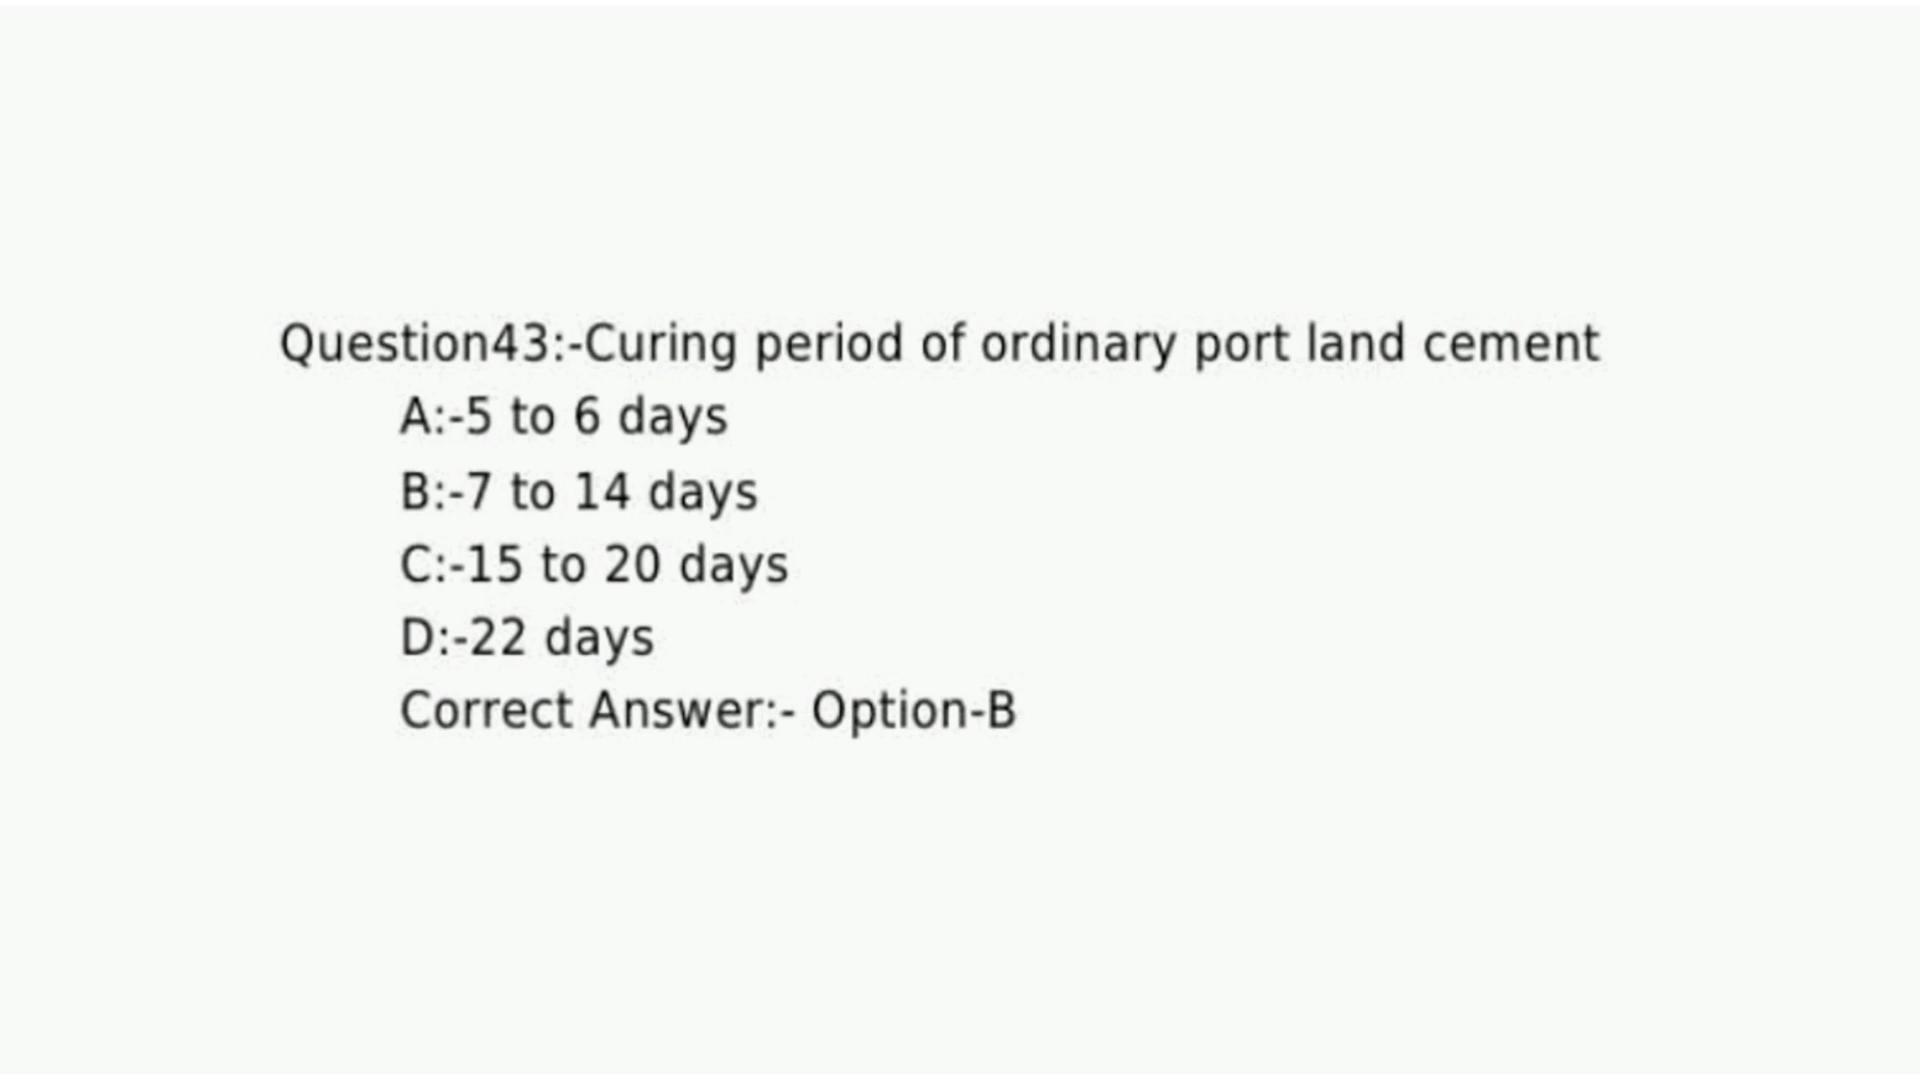 Question43:-Curing period of ordinary port land cement
A:-5 to 6 days
B:-7 to 14 days
C:-15 to 20 days
D:-22 days
Correct Answer:- Option-B